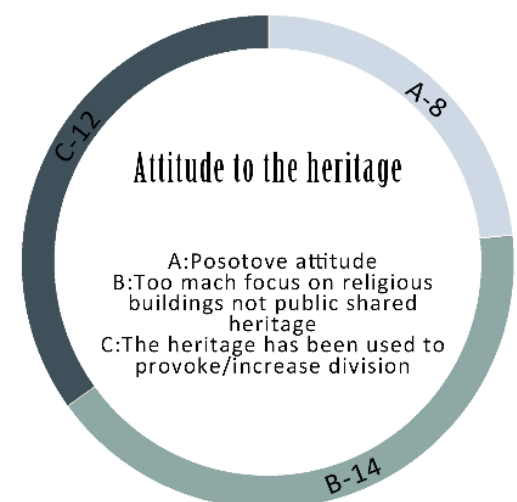 A-8
C-12
Attitude to the heritage
A:Posotove attitude
B:Too mach focus on religious
buildings not public shared
heritage
C:The heritage has been used to
provoke/increase division
B-14